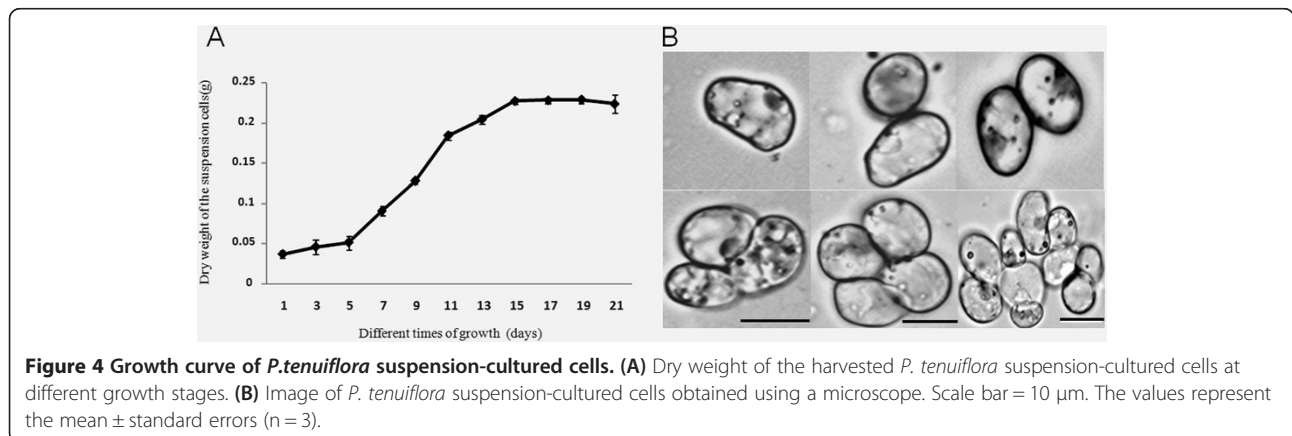 A
B
Dry weight of the suspension cells(g)
0.25
0.2
0.15
0.1
0.05
0
1 3 5 7 9 11 13 15 17 19 21
Different times of growth (days)
Figure 4 Growth curve of P.tenuiflora suspension-cultured cells. (A) Dry weight of the harvested P. tenuiflora suspension-cultured cells at
different growth stages. (B) Image of P. tenuiflora suspension-cultured cells obtained using a microscope. Scale bar = 10 μm. The values represent
the mean ± standard errors (n = 3).